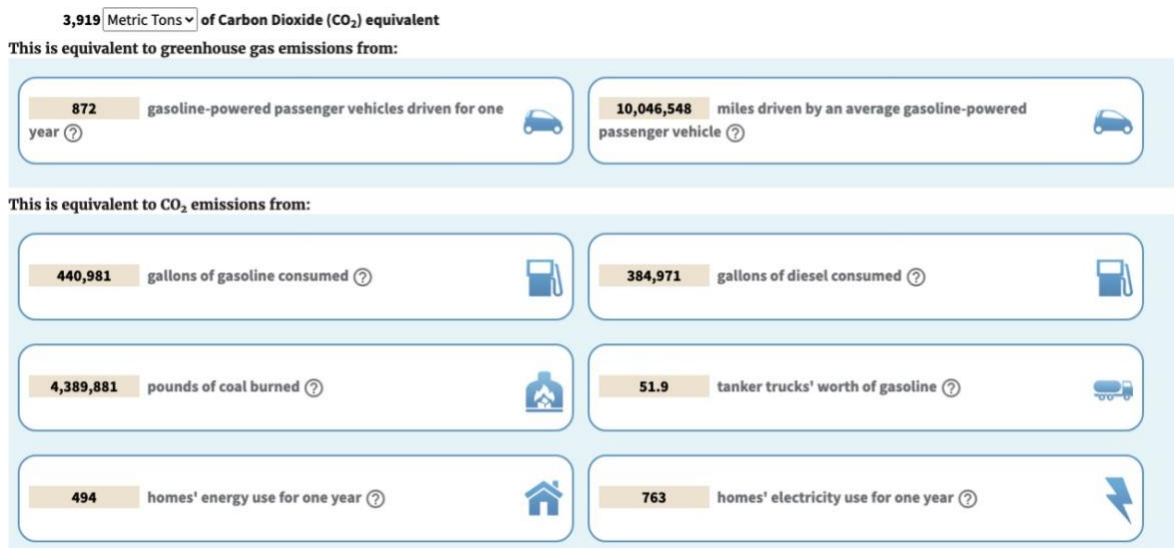 3,919 Metric Tons of Carbon Dioxide (CO₂) equivalent
This is equivalent to greenhouse gas emissions from:
872 gasoline-powered passenger vehicles driven for one
year ?
10,046,548 miles driven by an average gasoline-powered
passenger vehicle ?
This is equivalent to CO₂ emissions from:
440,981 gallons of gasoline consumed ?
384,971 gallons of diesel consumed ?
4,389,881 pounds of coal burned ?
51.9 tanker trucks' worth of gasoline ?
494 homes' energy use for one year ?
763 homes' electricity use for one year ?